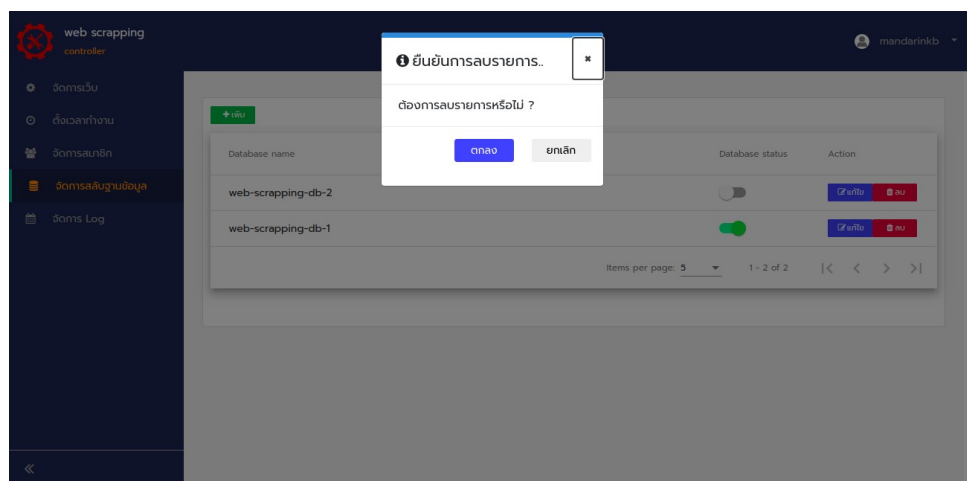 web scrapping
controller
mandarinkb
ยืนยันการลบรายการ..
ต้องการลบรายการหรือไม่ ?
ตกลง ยกเลิก
จัดการเว็บ
ตั้งเวลาทำงาน
จัดการสมาชิก
จัดการสลับฐานข้อมูล
จัดการ Log
+เพิ่ม
Database name Database status Action
web-scrapping-db-2 แก้ไข ลบ
web-scrapping-db-1 แก้ไข ลบ
Items per page: 5 1 - 2 of 2